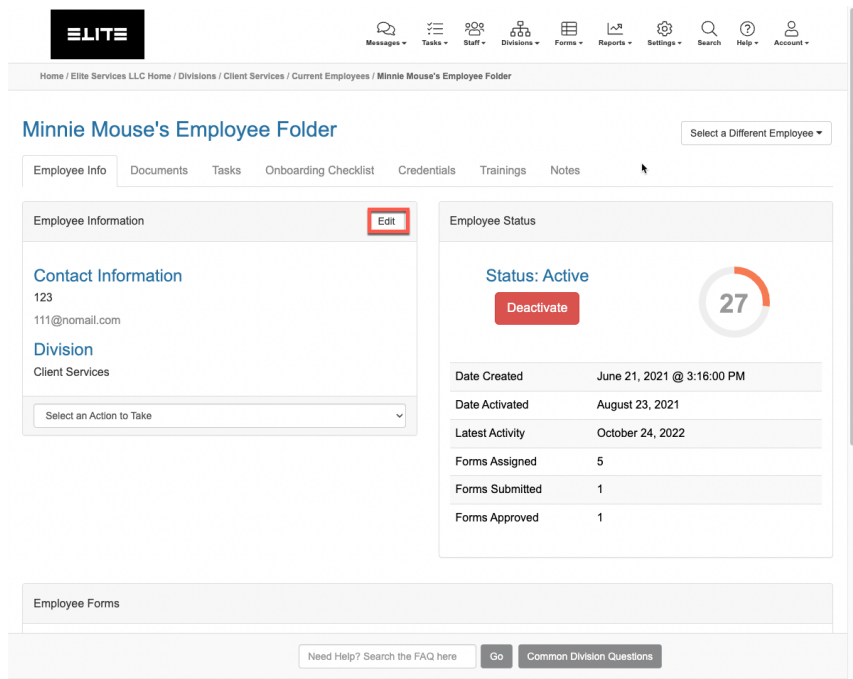 ELITE
Messages Tasks Staff Divisions Forms Reports Settings Search Help Account
Home / Elite Services LLC Home / Divisions / Client Services / Current Employees / Minnie Mouse's Employee Folder
Minnie Mouse's Employee Folder
Select a Different Employee
Employee Info Documents Tasks Onboarding Checklist Credentials Trainings Notes
Employee Information
Edit
Contact Information
123
111@nomail.com
Division
Client Services
Select an Action to Take
Employee Status
Status: Active
Deactivate
27
Date Created June 21, 2021 @ 3:16:00 PM
Date Activated August 23, 2021
Latest Activity October 24, 2022
Forms Assigned 5
Forms Submitted 1
Forms Approved 1
Employee Forms
Need Help? Search the FAQ here Go Common Division Questions